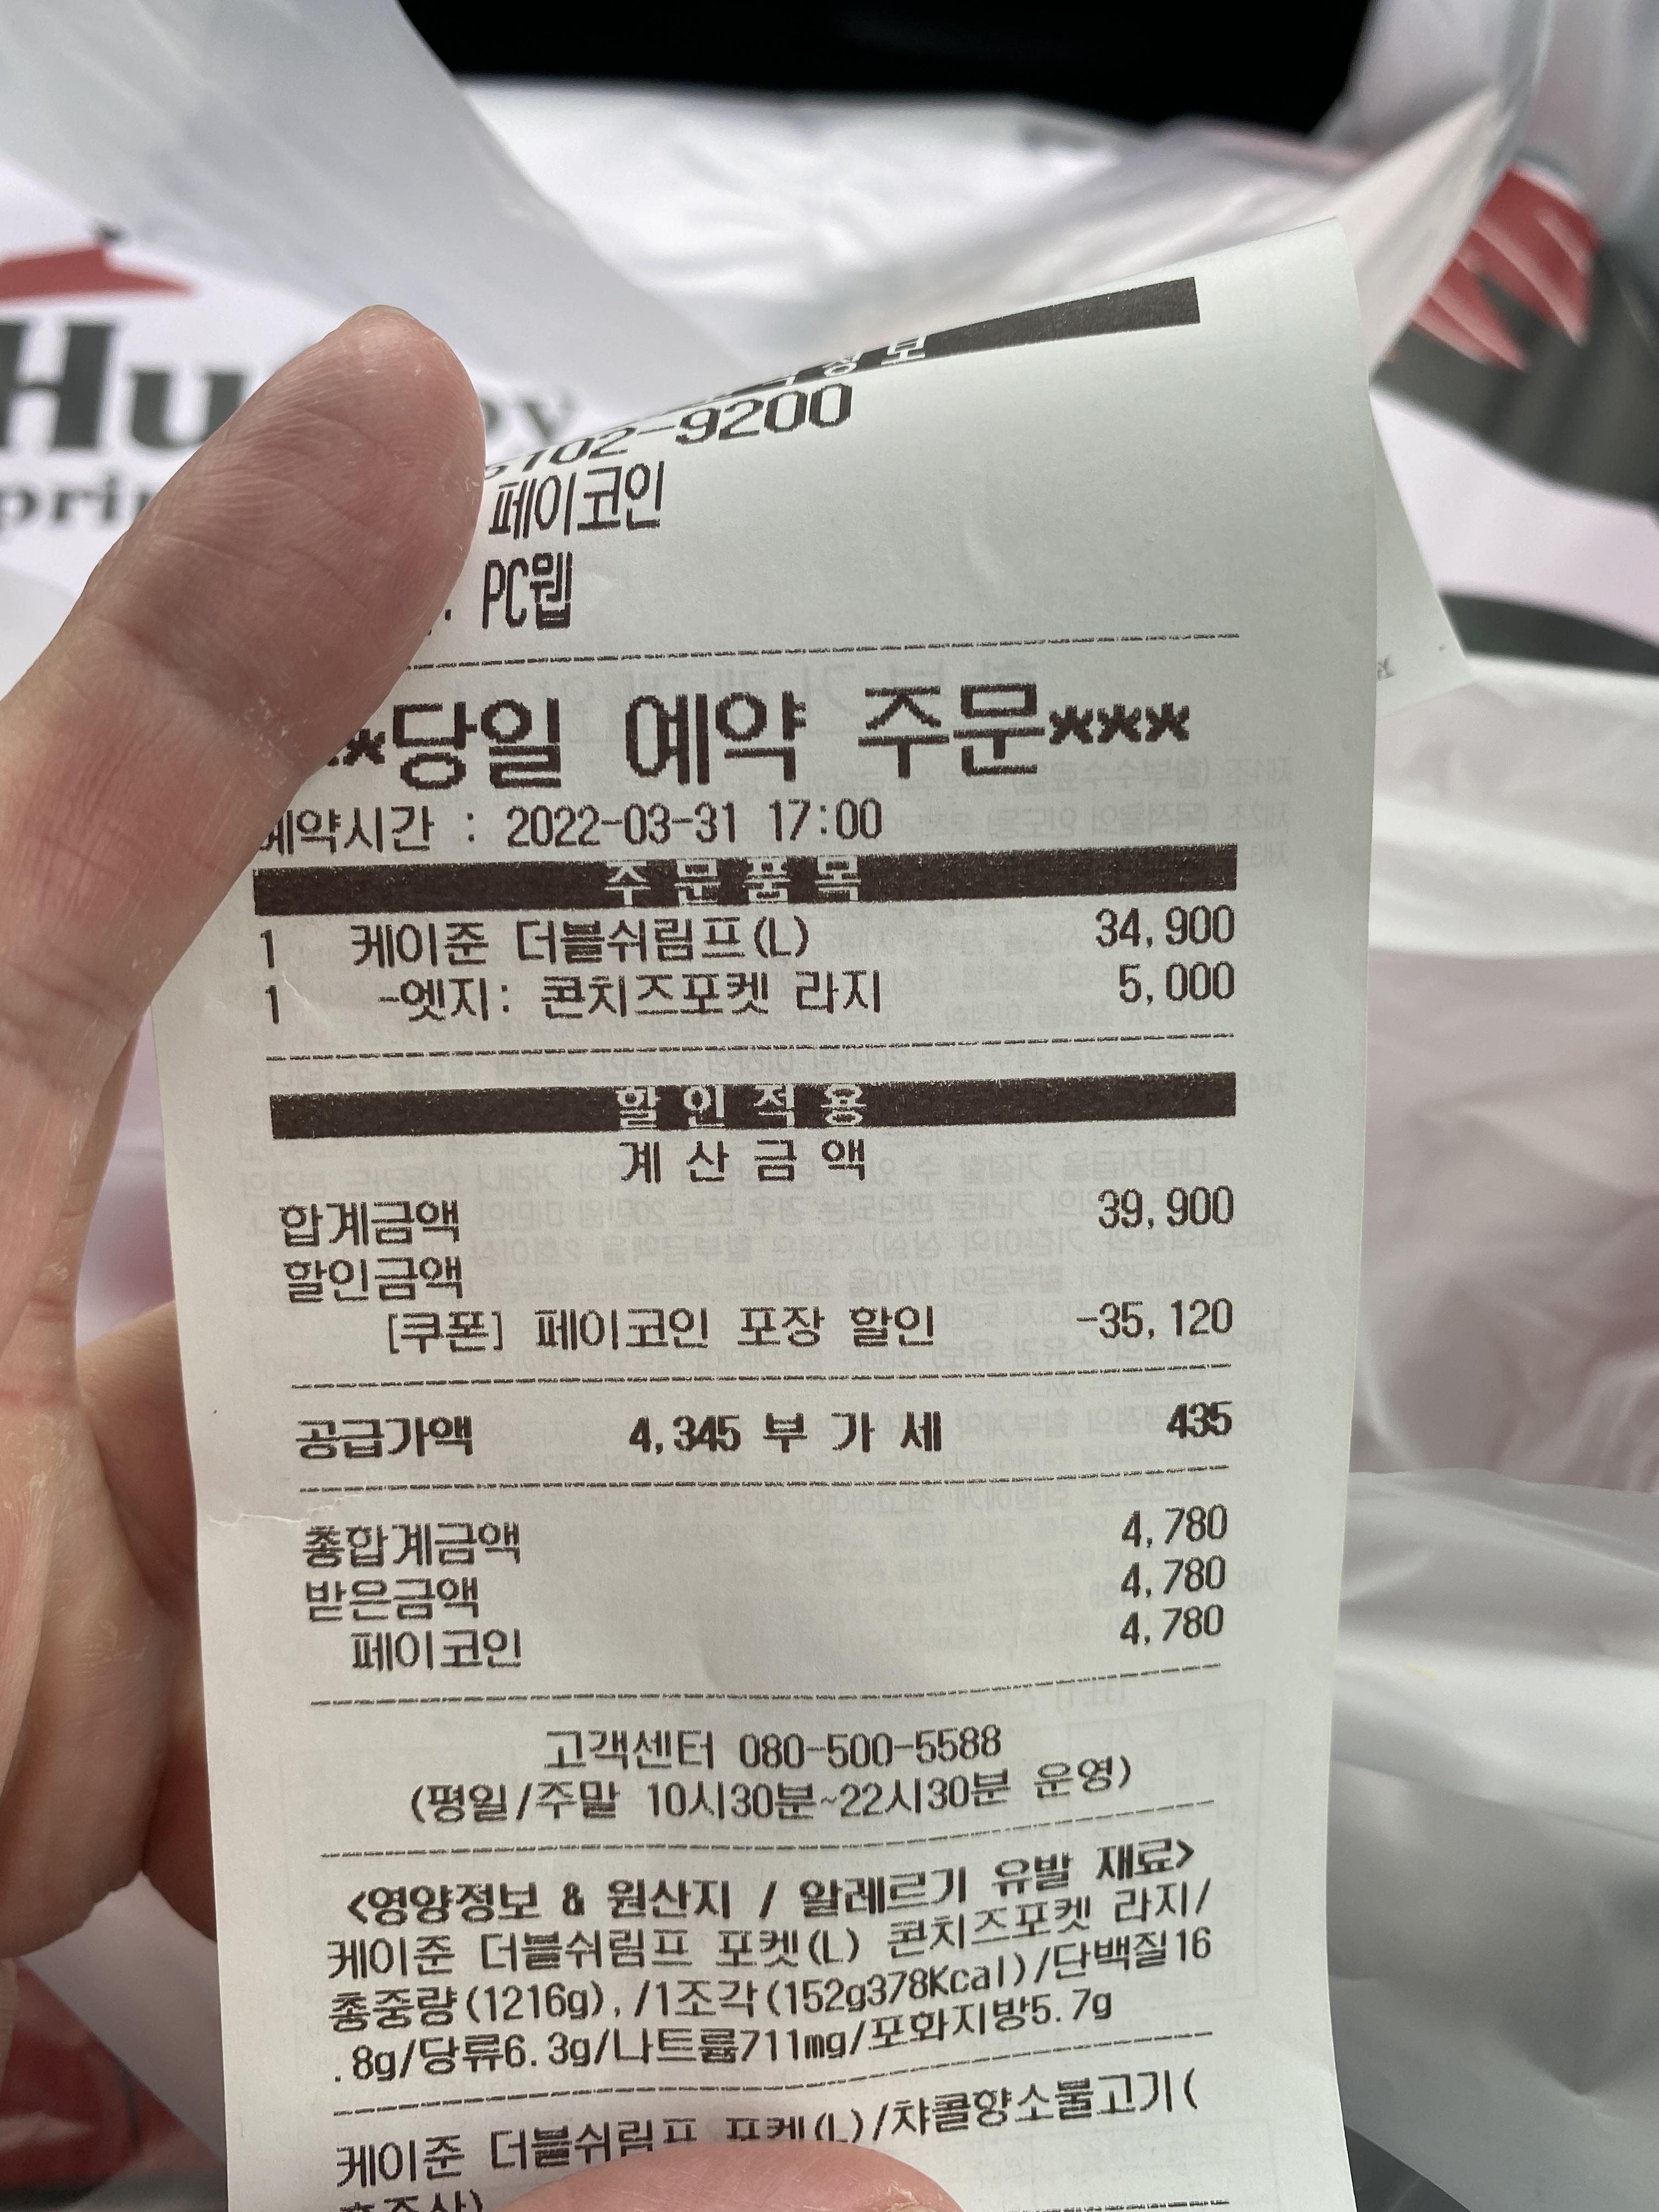 Hu
prin
정보
102-9200
페이코인
PC웹
*당일 예약 주문***
예약시간 : 2022-03-31 17:00
주문품목
1 케이준 더블쉬림프(L) 34,900
1 -엣지: 콘치즈포켓 라지 5,000
할인적용
계산금액
합계금액 39,900
할인금액
[쿠폰] 페이코인 포장 할인 -35,120
공급가액 4,345 부 가 세 435
총합계금액 4,780
받은금액 4,780
페이코인 4,780
고객센터 080-500-5588
(평일/주말 10시30분~22시30분 운영)
<영양정보 & 원산지 / 알레르기 유발 재료>
케이준 더블쉬림프 포켓(L) 콘치즈포켓 라지/
총중량(1216g),/1조각(152g378Kcal)/단백질16
.8g/당류6.3g/나트륨711mg/포화지방5.7g
케이준 더블쉬림프 포켓(L)/챠콜향소불고기(